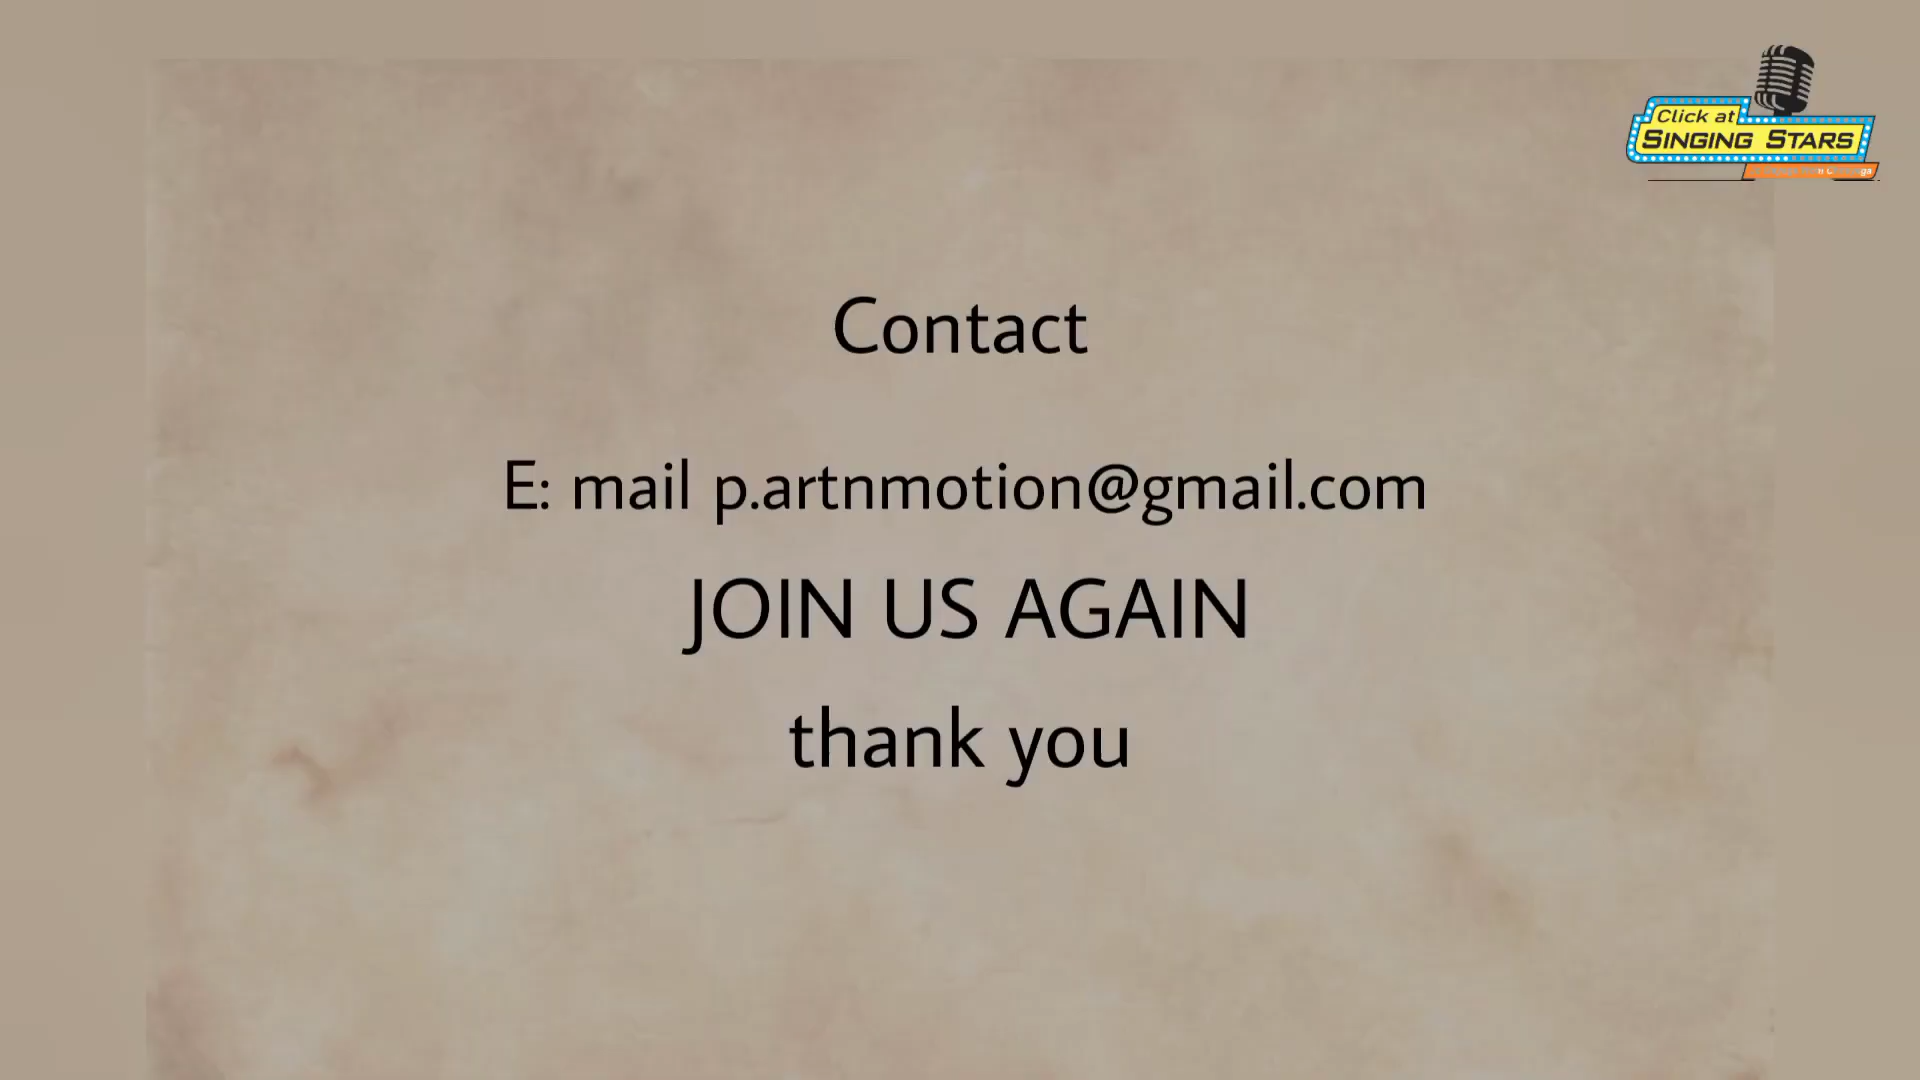 Click at
SINGING STARS
Contact
E: mail p.artnmotion@gmail.com
JOIN US AGAIN
thank you